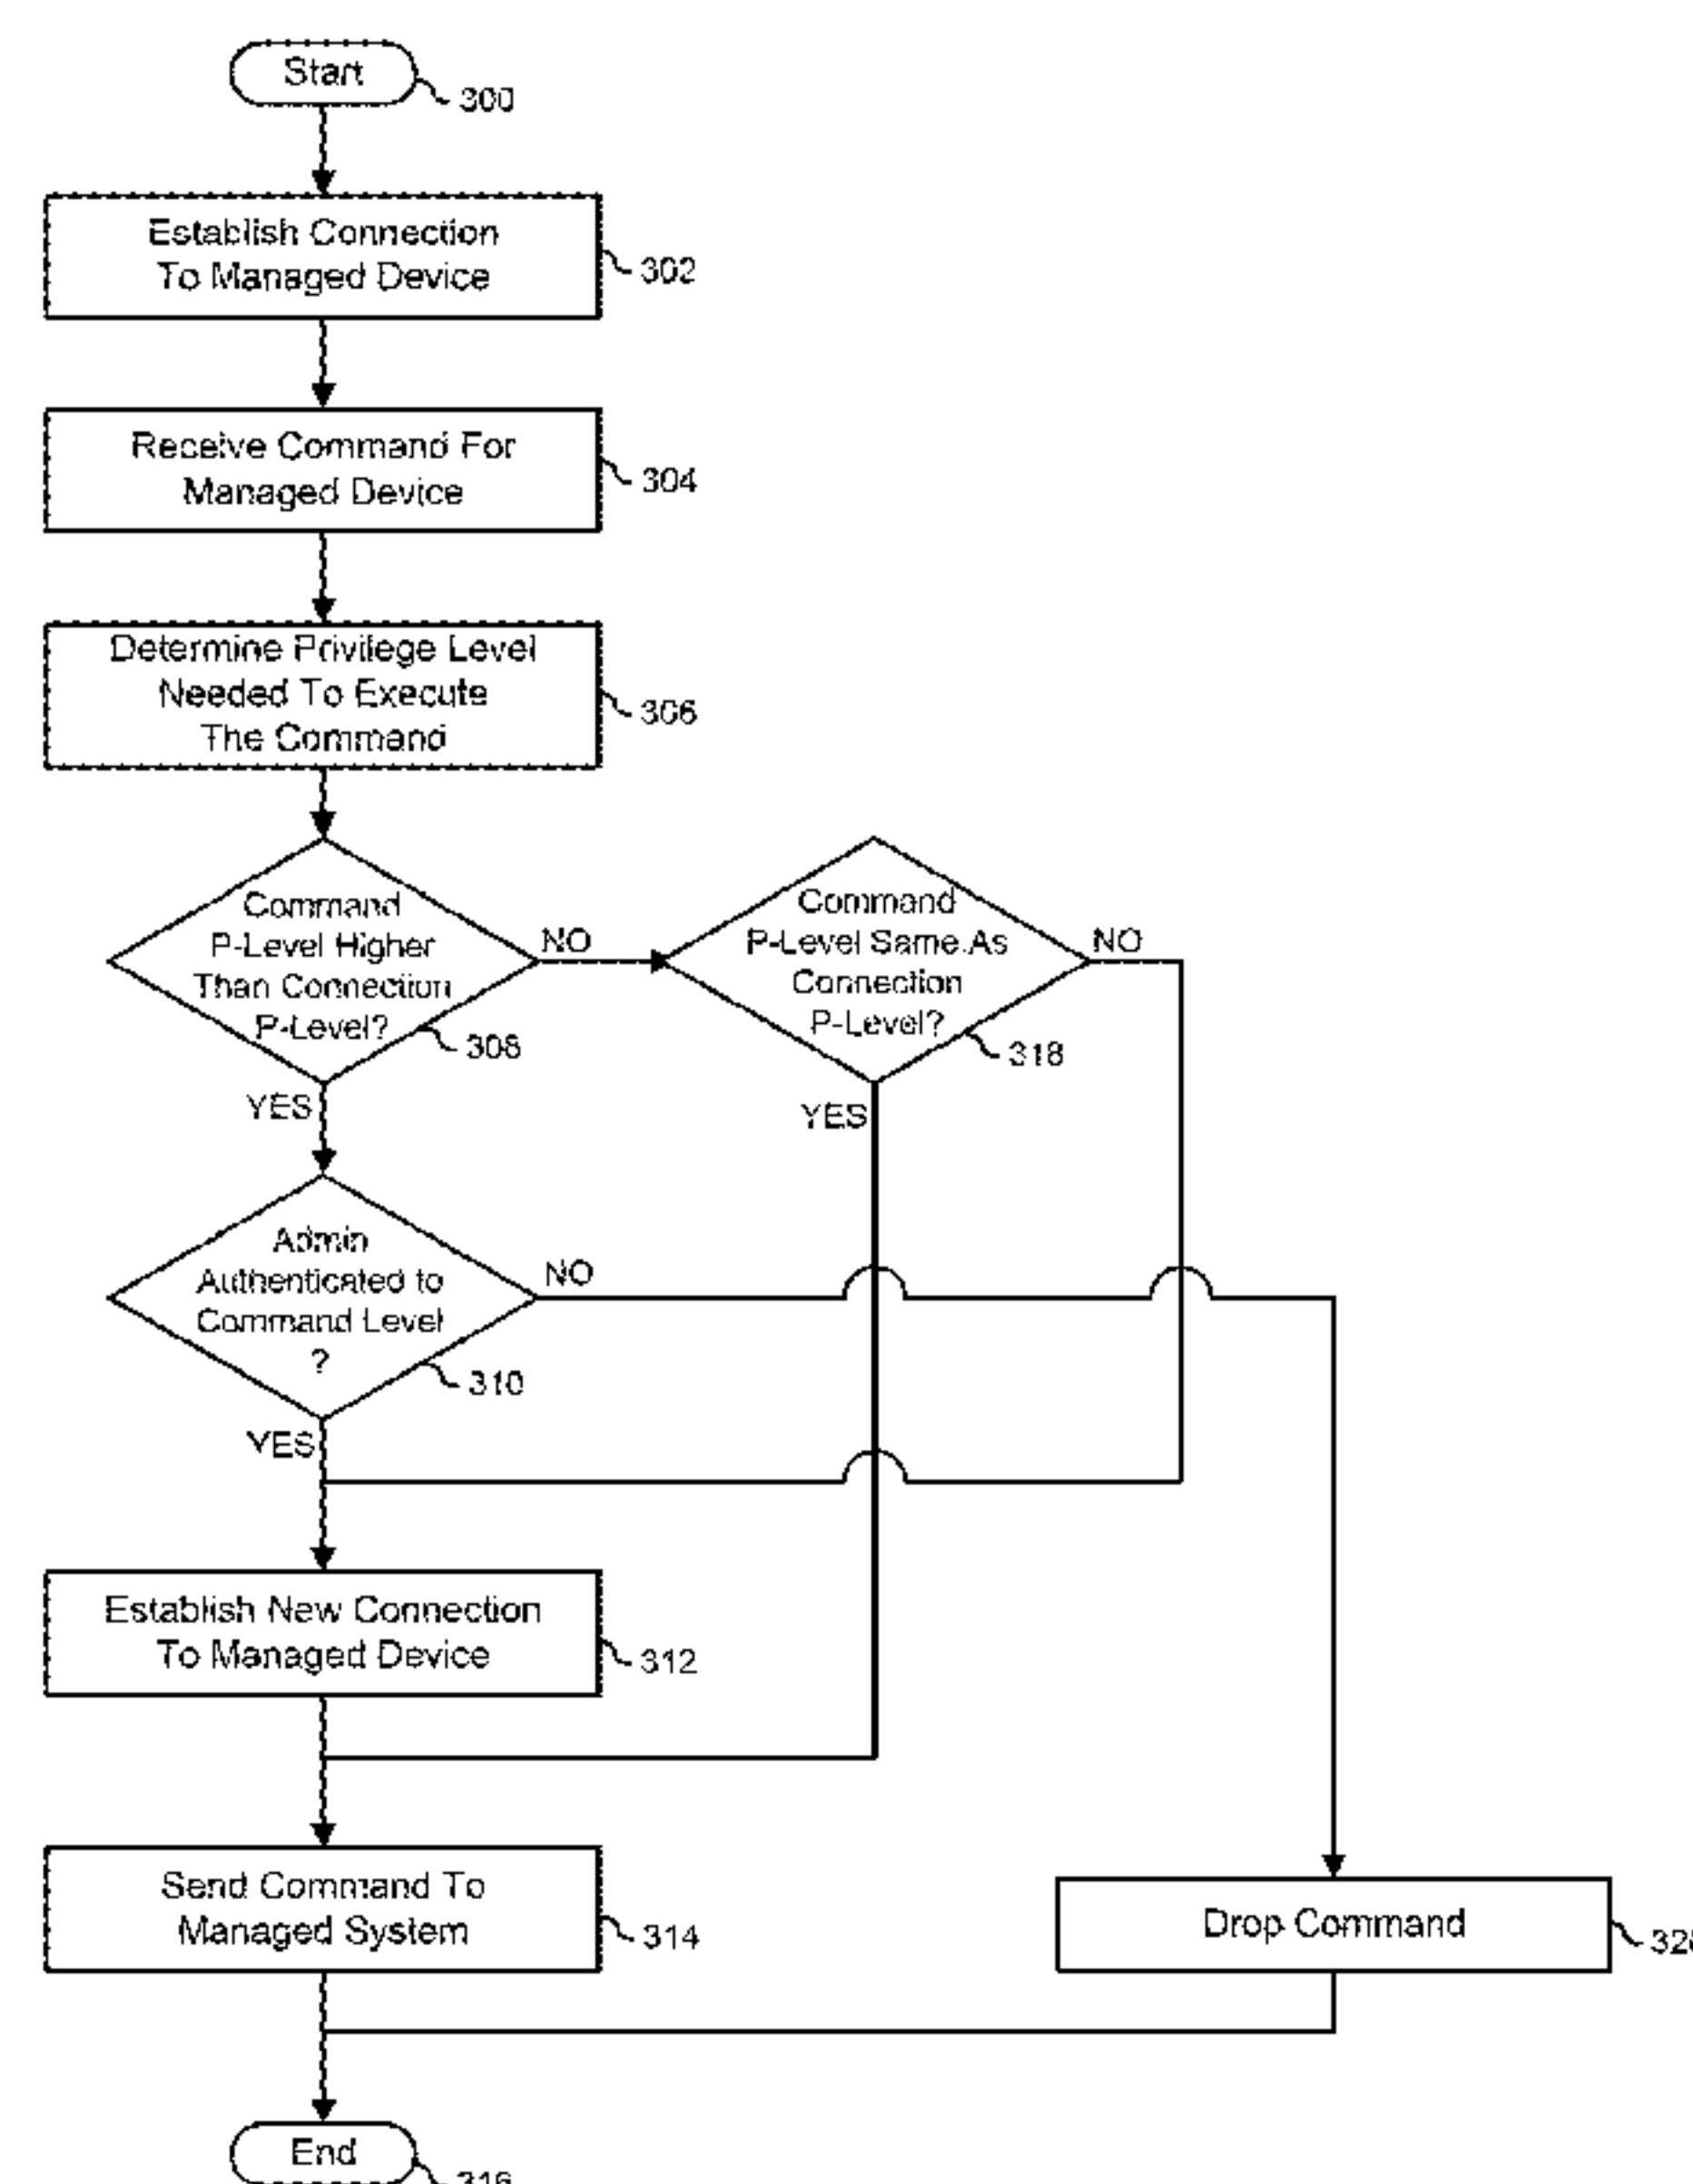 Start
300
Establish Connection
To Managed Device
302
Receive Command For
Managed Device
304
Determine Privilege Level
Needed To Execute
The Command
306
Command
P-Level Higher
Than Connection
P-Level?
308
NO
YES
Command
P-Level Same As
Connection
P-Level?
318
NO
YES
Admin
Authenticated to
Command Level
?
310
NO
YES
Establish New Connection
To Managed Device
312
Send Command To
Managed System
314
Drop Command
End
316